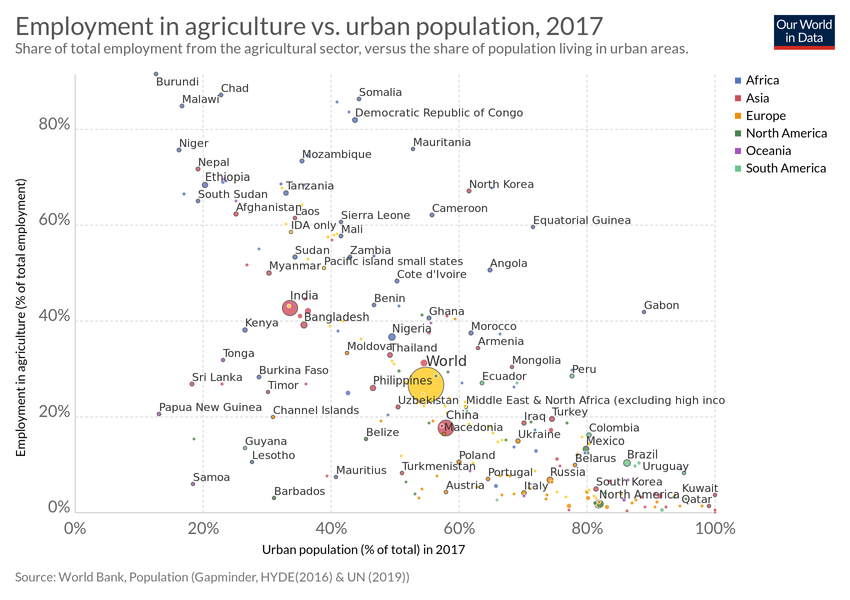 Employment in agriculture vs. urban population, 2017
Share of total employment from the agricultural sector, versus the share of population living in urban areas.
Our World
in Data
Africa
Asia
Europe
North America
Oceania
South America
Employment in agriculture (% of total employment)
80%
60%
40%
20%
0%
Burundi
Chad
Malawi
Somalia
Democratic Republic of Congo
Niger
Mauritania
Nepal
Mozambique
Ethiopia
South Sudan
Tanzania
North Korea
Afghanistan
Laos
Sierra Leone
Cameroon
IDA only
Mali
Equatorial Guinea
Sudan
Zambia
Myanmar
Pacific island small states
Angola
Cote d'Ivoire
India
Benin
Gabon
Bangladesh
Ghana
Kenya
Nigeria
Morocco
Armenia
Moldova
Thailand
Tonga
World
Mongolia
Burkina Faso
Peru
Sri Lanka
Timor
Philippines
Ecuador
Uzbekistan
Middle East & North Africa (excluding high inco
Papua New Guinea
Channel Islands
China
Macedonia
Iraq
Turkey
Belize
Ukraine
Colombia
Mexico
Guyana
Lesotho
Poland
Belarus
Brazil
Uruguay
Samoa
Mauritius
Turkmenistan
Portugal
Russia
Barbados
Austria
Italy
South Korea
North America
Kuwait
Qatar
0%
20%
40%
60%
80%
100%
Urban population (% of total) in 2017
Source: World Bank, Population (Gapminder, HYDE(2016) & UN (2019))